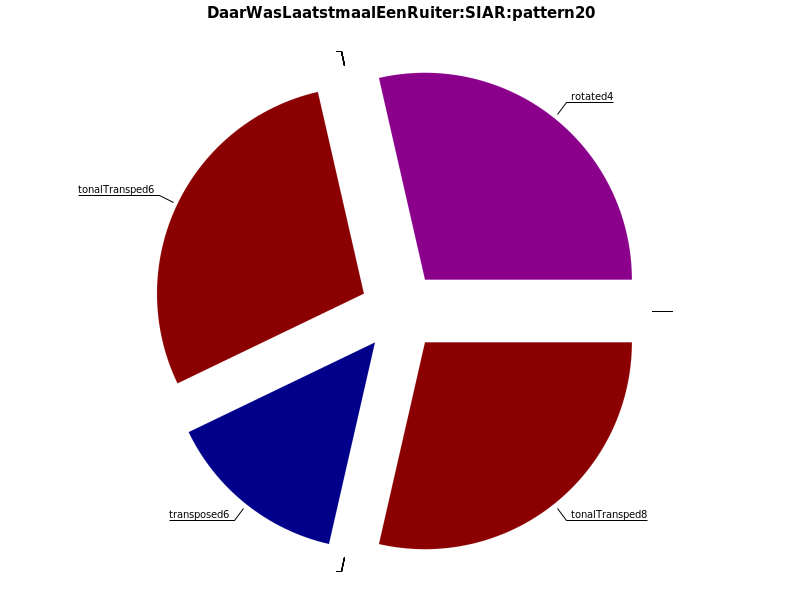 DaarWasLaatstmaalEenRuiter:SIAR:pattern20
rotated4
tonalTransped6
transposed6
tonalTransped8